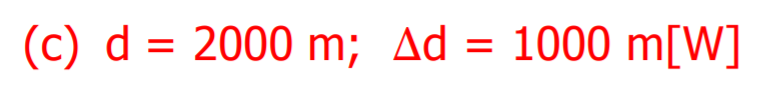 (c) d = 2000 m; Δd = 1000 m[W]